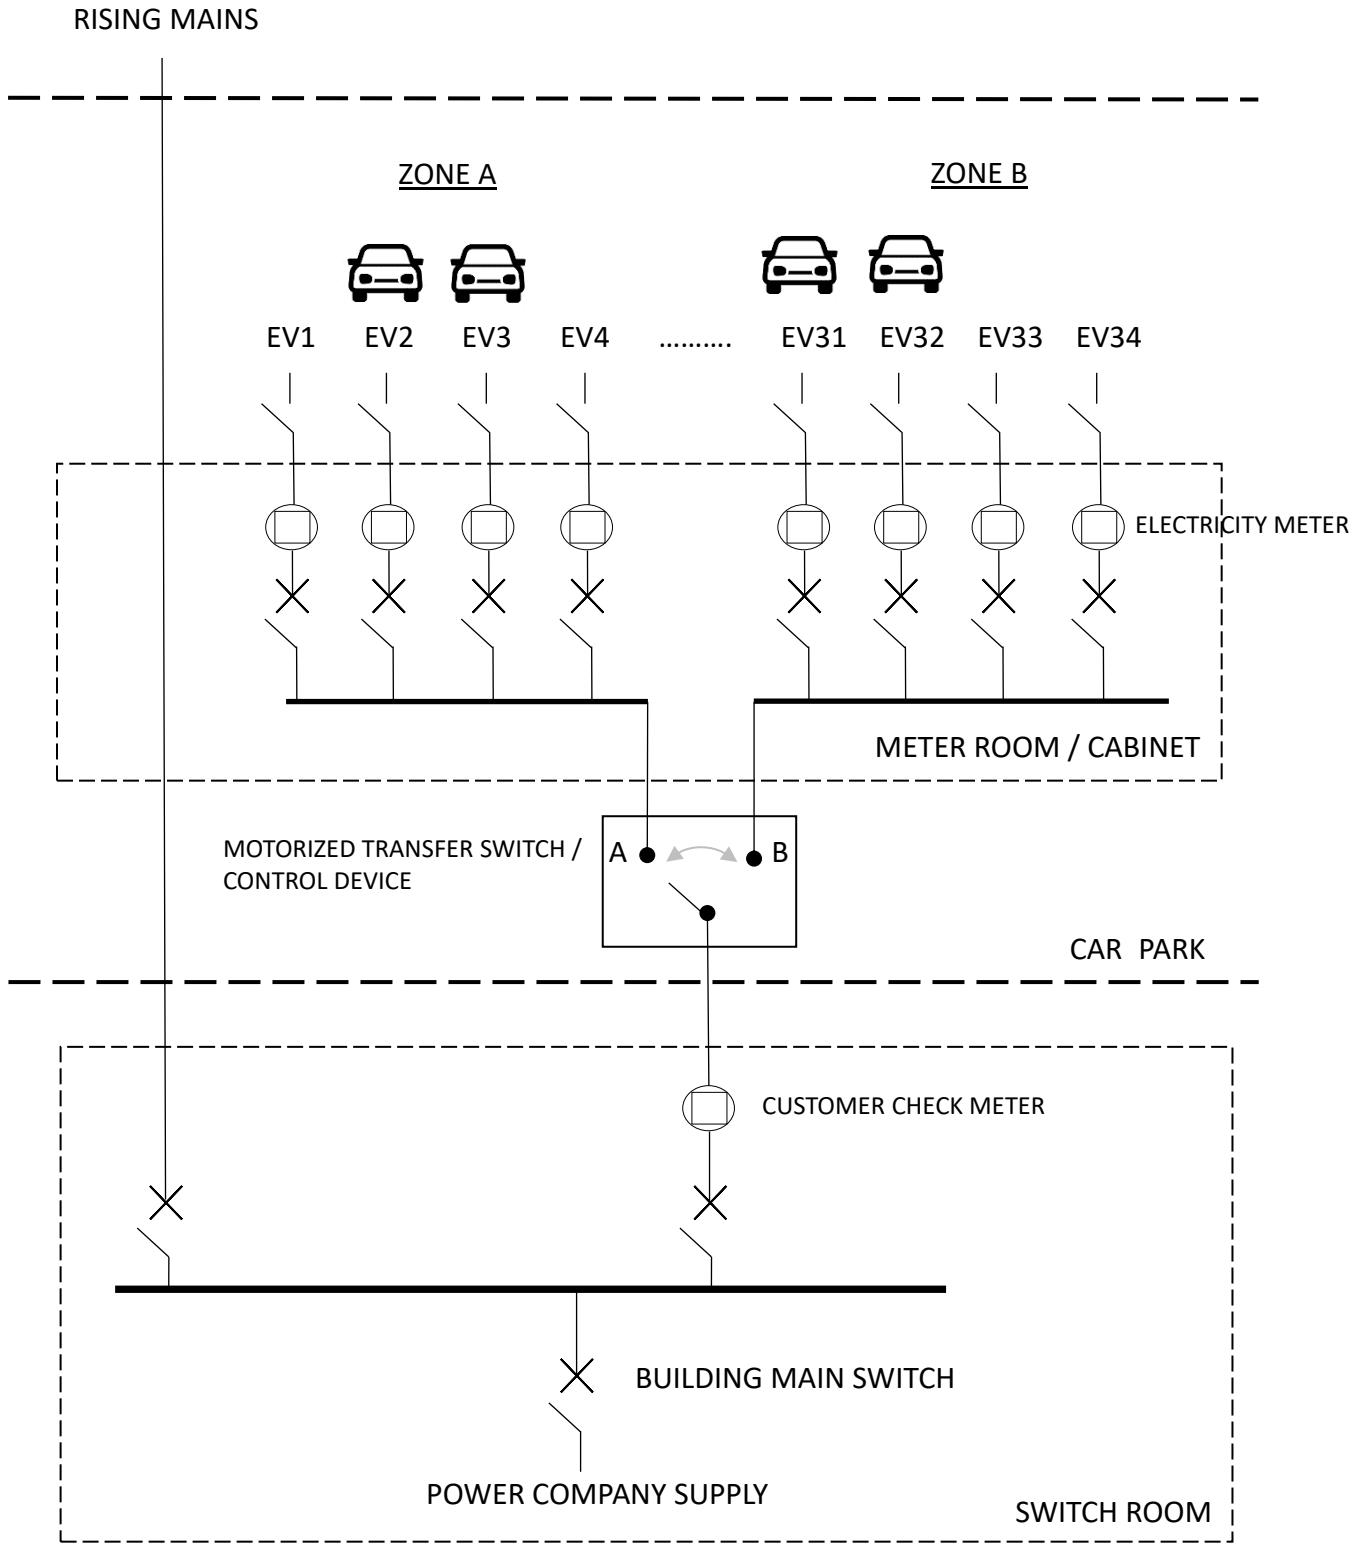 RISING MAINS
ZONE A
ZONE B
EV1 EV2 EV3 EV4 .......... EV31 EV32 EV33 EV34
ELECTRICITY METER
METER ROOM / CABINET
MOTORIZED TRANSFER SWITCH /
CONTROL DEVICE
A
B
CAR PARK
CUSTOMER CHECK METER
BUILDING MAIN SWITCH
POWER COMPANY SUPPLY
SWITCH ROOM